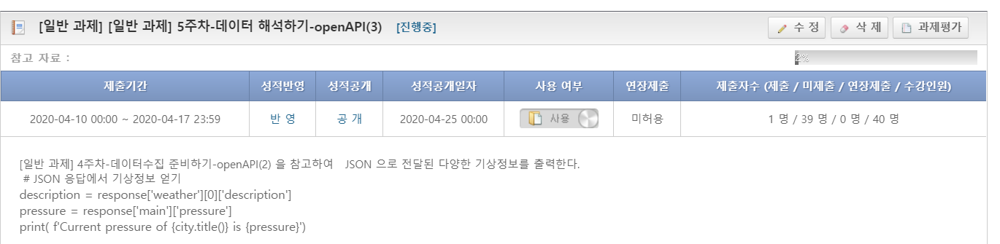 [일반 과제] [일반 과제] 5주차-데이터 해석하기-openAPI(3) [진행중] 수 정 삭 제 과제평가
참고 자료 : 2%
제출기간 성적반영 성적공개 성적공개일자 사용 여부 연장제출 제출자수 (제출 / 미제출 / 연장제출 / 수강인원)
2020-04-10 00:00 ~ 2020-04-17 23:59 반 영 공 개 2020-04-25 00:00 사용 미허용 1 명 / 39 명 / 0 명 / 40 명
[일반 과제] 4주차-데이터수집 준비하기-openAPI(2) 을 참고하여 JSON 으로 전달된 다양한 기상정보를 출력한다.
# JSON 응답에서 기상정보 얻기
description = response['weather'][0]['description']
pressure = response['main']['pressure']
print( f'Current pressure of {city.title()} is {pressure}')